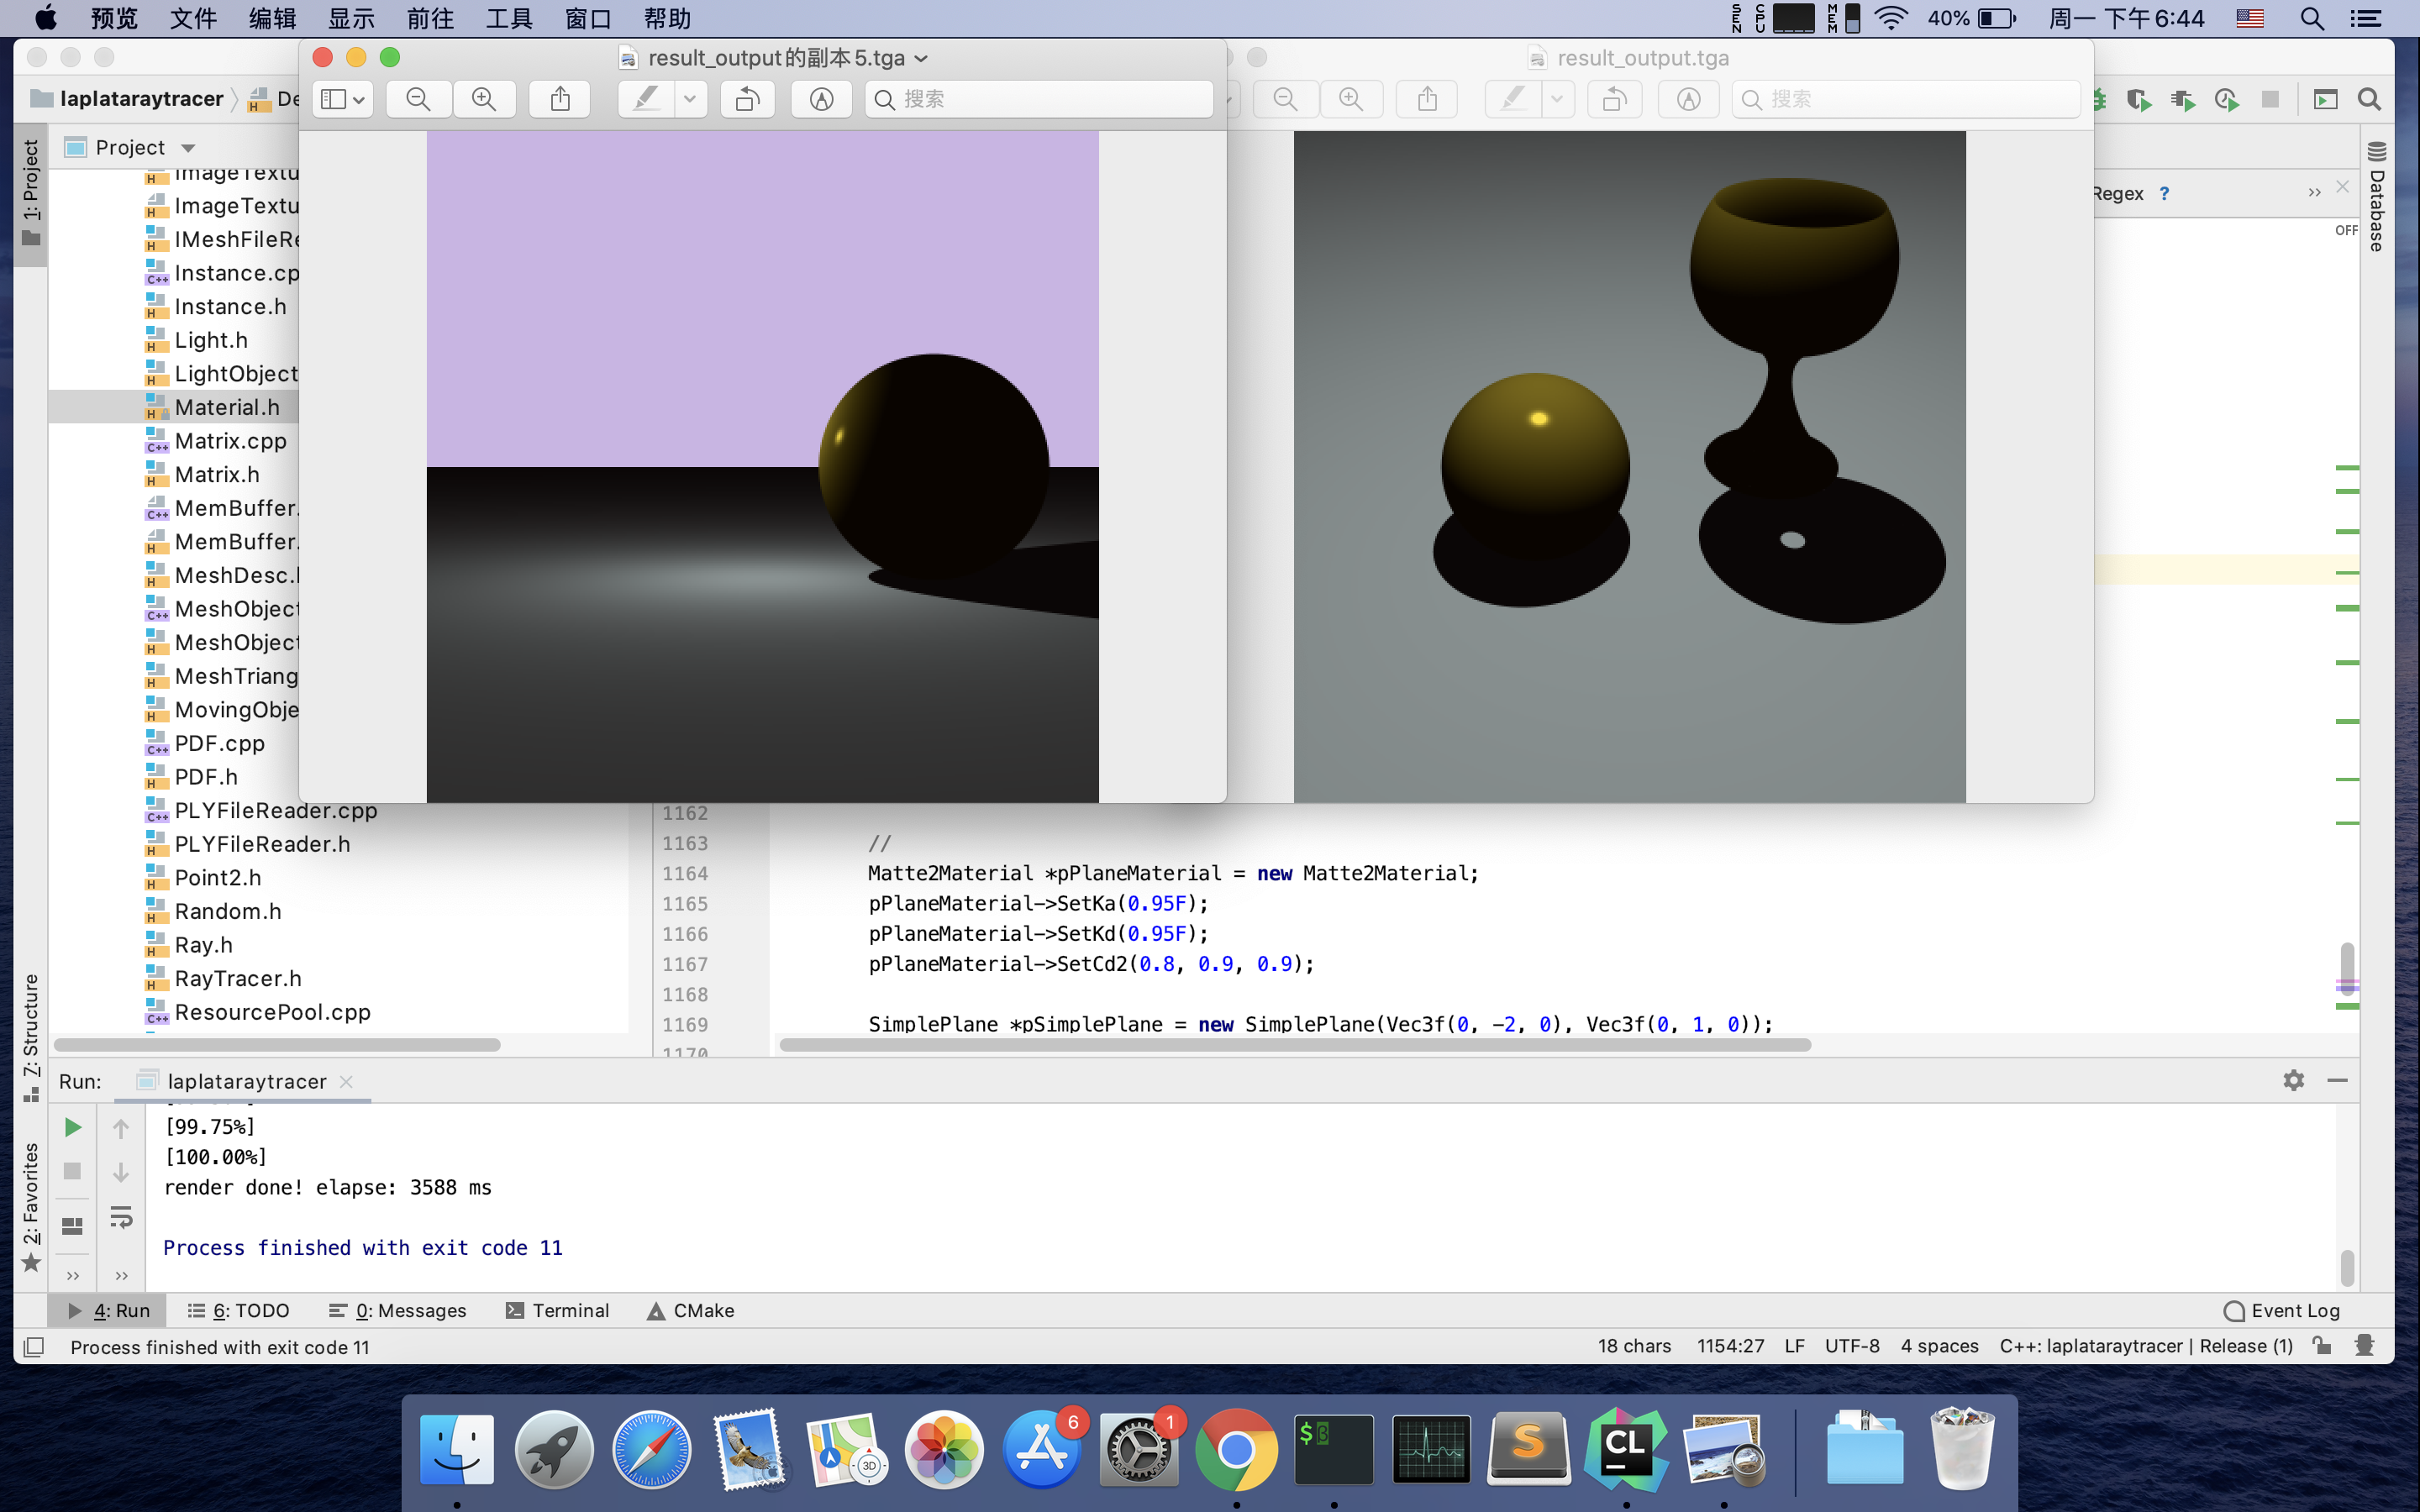 预览 文件 编辑 显示 前往 工具 窗口 帮助
SEN CPU MEM 40% 周一 下午6:44
result_output的副本5.tga
搜索
result_output.tga
搜索
laplataraytracer De
Project
1: Project
ImageTextu
ImageTextu
IMeshFileRe
Instance.cp
Instance.h
Light.h
LightObject
Material.h
Matrix.cpp
Matrix.h
MemBuffer.
MemBuffer.
MeshDesc.h
MeshObject
MeshObject
MeshTriang
MovingObje
PDF.cpp
PDF.h
PLYFileReader.cpp
PLYFileReader.h
Point2.h
Random.h
Ray.h
RayTracer.h
ResourcePool.cpp
Regex ?
OFF
Database
1162
1163 //
1164 Matte2Material *pPlaneMaterial = new Matte2Material;
1165 pPlaneMaterial->SetKa(0.95F);
1166 pPlaneMaterial->SetKd(0.95F);
1167 pPlaneMaterial->SetCd2(0.8, 0.9, 0.9);
1168
1169 SimplePlane *pSimplePlane = new SimplePlane(Vec3f(0, -2, 0), Vec3f(0, 1, 0));
1170
7: Structure
2: Favorites
Run: laplataraytracer
[99.75%]
[100.00%]
render done! elapse: 3588 ms
Process finished with exit code 11
4: Run 6: TODO 0: Messages Terminal CMake Event Log
Process finished with exit code 11 18 chars 1154:27 LF UTF-8 4 spaces C++: laplataraytracer | Release (1)
3D 6 1 $ S CL